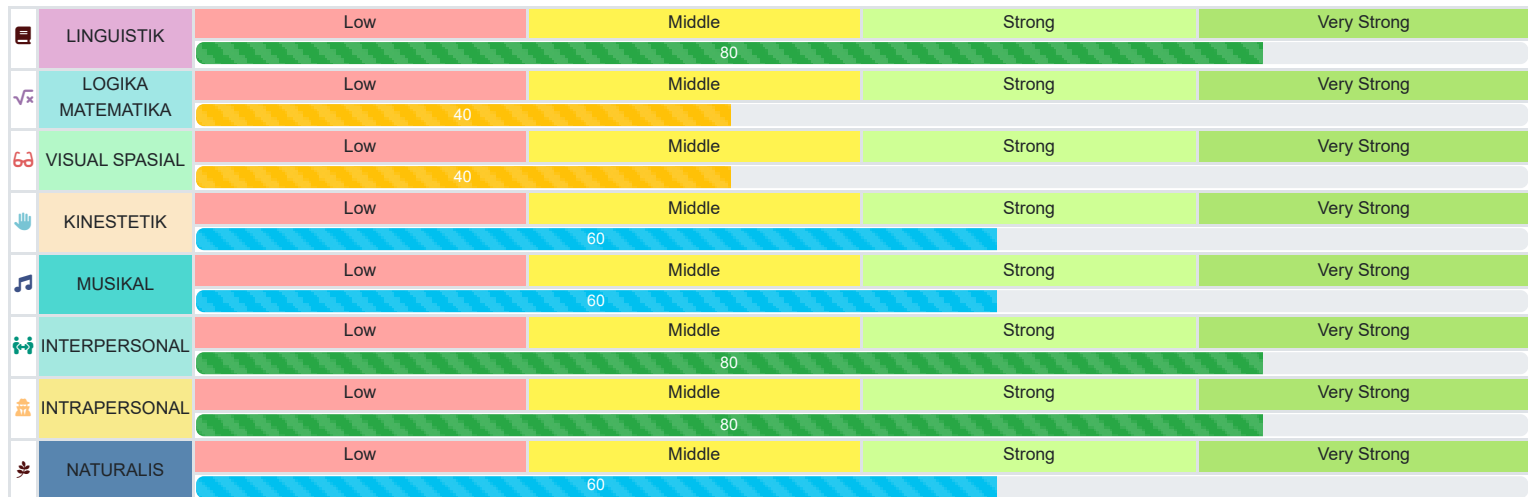 LINGUISTIK
Low Middle Strong Very Strong
80
LOGIKA
MATEMATIKA
Low Middle Strong Very Strong
40
VISUAL SPASIAL
Low Middle Strong Very Strong
40
KINESTETIK
Low Middle Strong Very Strong
60
MUSIKAL
Low Middle Strong Very Strong
60
INTERPERSONAL
Low Middle Strong Very Strong
80
INTRAPERSONAL
Low Middle Strong Very Strong
80
NATURALIS
Low Middle Strong Very Strong
60